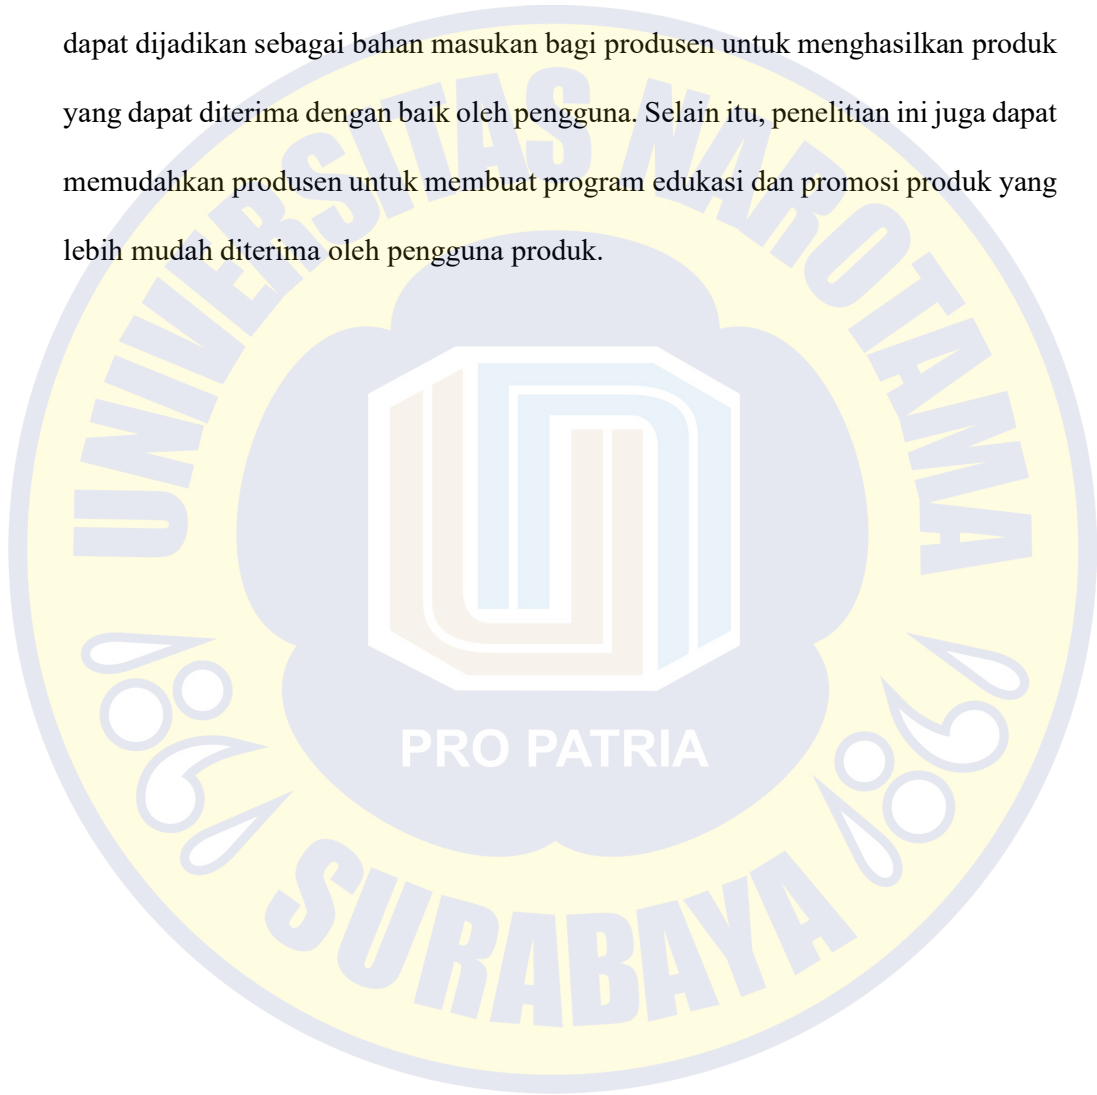 dapat dijadikan sebagai bahan masukan bagi produsen untuk menghasilkan produk
yang dapat diterima dengan baik oleh pengguna. Selain itu, penelitian ini juga dapat
memudahkan produsen untuk membuat program edukasi dan promosi produk yang
lebih mudah diterima oleh pengguna produk.
UNIVERSITAS NAROTAMA
PRO PATRIA
SURABAYA